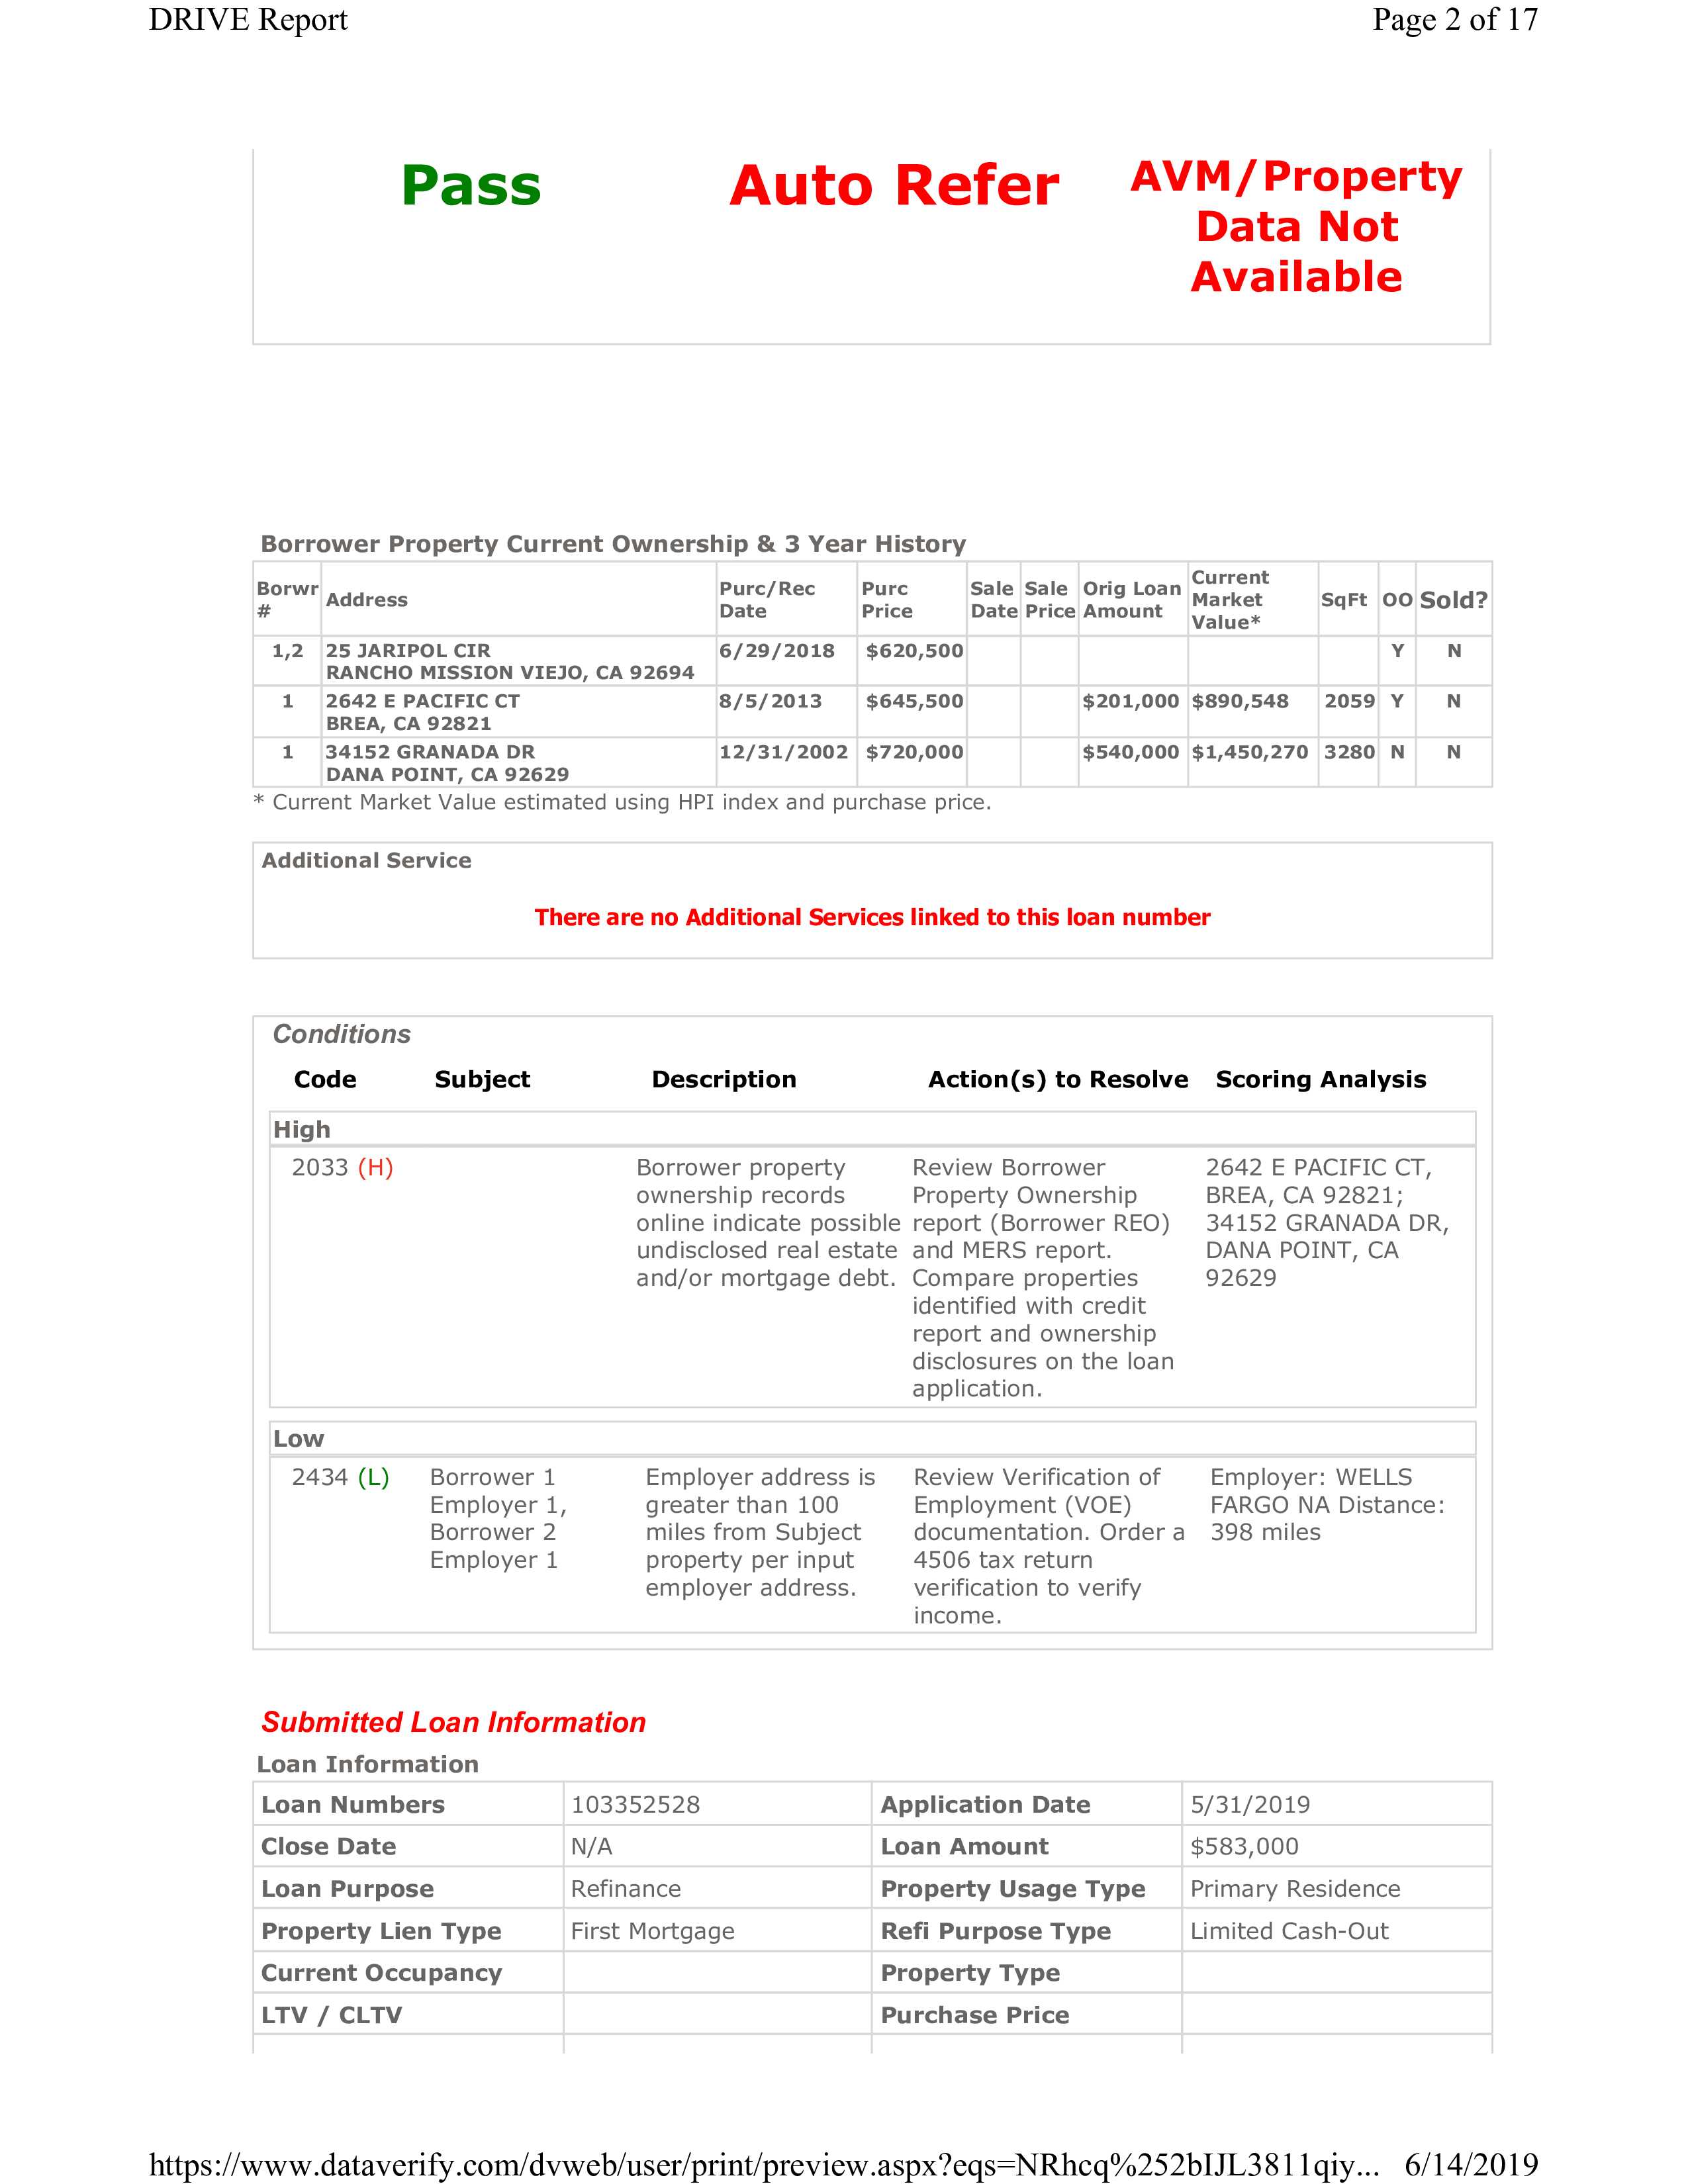 DRIVE Report Page 2 of 17
Pass Auto Refer AVM/Property
Data Not
Available
Borrower Property Current Ownership & 3 Year History
Borwr # Address Purc/Rec Date Purc Price Sale Date Sale Price Orig Loan Amount Current Market Value* SqFt OO Sold?
1,2 25 JARIPOL CIR 6/29/2018 $620,500 Y N
RANCHO MISSION VIEJO, CA 92694
1 2642 E PACIFIC CT 8/5/2013 $645,500 $201,000 $890,548 2059 Y N
BREA, CA 92821
1 34152 GRANADA DR 12/31/2002 $720,000 $540,000 $1,450,270 3280 N N
DANA POINT, CA 92629
* Current Market Value estimated using HPI index and purchase price.
Additional Service
There are no Additional Services linked to this loan number
Conditions
Code Subject Description Action(s) to Resolve Scoring Analysis
High
2033 (H) Borrower property Review Borrower 2642 E PACIFIC CT,
ownership records Property Ownership BREA, CA 92821;
online indicate possible report (Borrower REO) 34152 GRANADA DR,
undisclosed real estate and MERS report. DANA POINT, CA
and/or mortgage debt. Compare properties 92629
identified with credit
report and ownership
disclosures on the loan
application.
Low
2434 (L) Borrower 1 Employer address is Review Verification of Employer: WELLS
Employer 1, greater than 100 Employment (VOE) FARGO NA Distance:
Borrower 2 miles from Subject documentation. Order a 398 miles
Employer 1 property per input 4506 tax return
employer address. verification to verify
income.
Submitted Loan Information
Loan Information
Loan Numbers 103352528 Application Date 5/31/2019
Close Date N/A Loan Amount $583,000
Loan Purpose Refinance Property Usage Type Primary Residence
Property Lien Type First Mortgage Refi Purpose Type Limited Cash-Out
Current Occupancy Property Type
LTV / CLTV Purchase Price
https://www.dataverify.com/dvweb/user/print/preview.aspx?eqs=NRhcq%252bIJL3811qiy... 6/14/2019